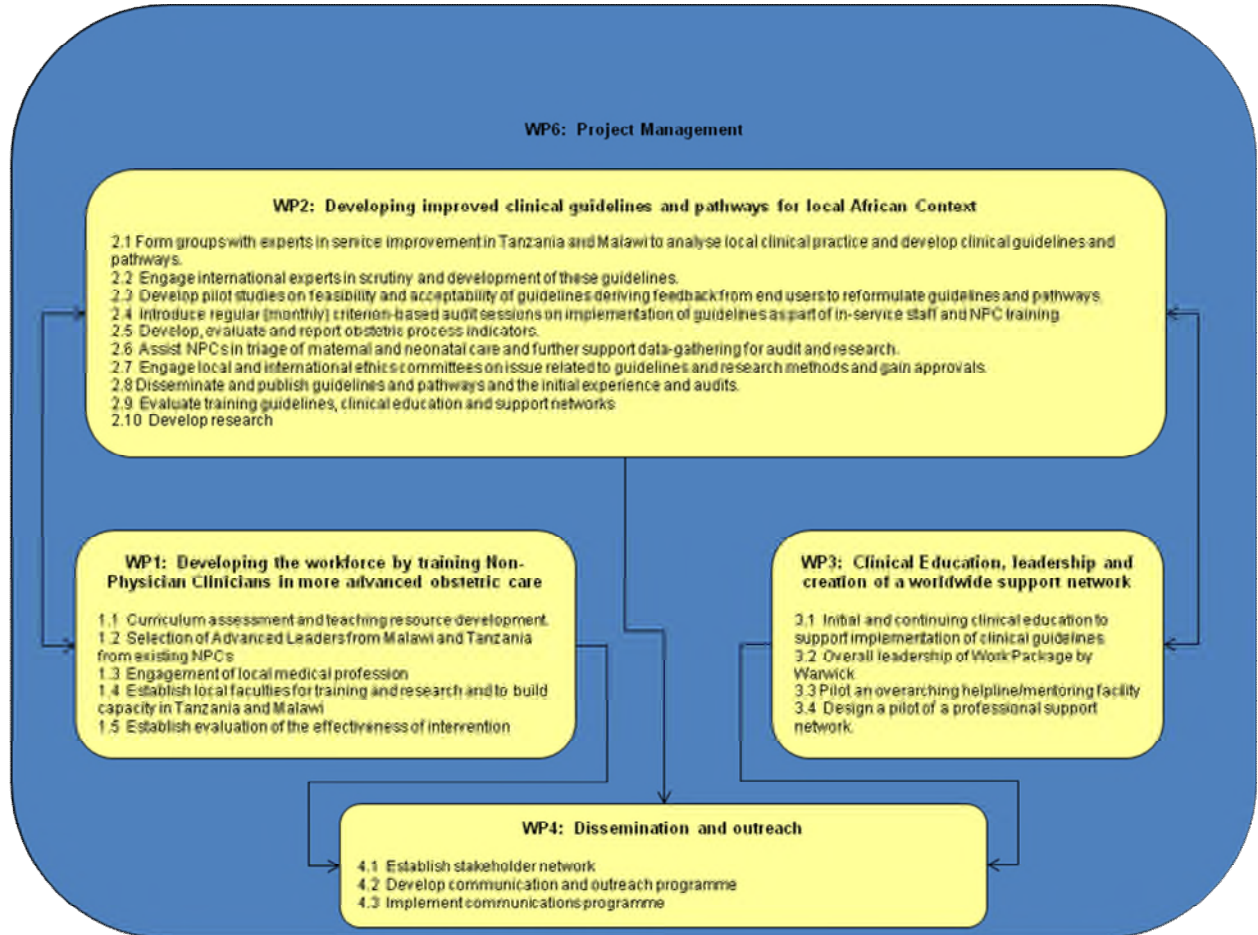 WP6: Project Management
WP2: Developing improved clinical guidelines and pathways for local African Context
2.1 Form groups with experts in service improvement in Tanzania and Malawi to analyse local clinical practice and develop clinical guidelines and
pathways.
2.2 Engage international experts in scrutiny and development of these guidelines.
2.3 Develop pilot studies on feasibility and acceptability of guidelines deriving feedback from end users to reformulate guidelines and pathways.
2.4 Introduce regular (monthly) criterion-based audit sessions on implementation of guidelines as part of in-service staff and NPC training
2.5 Develop, evaluate and report obstetric process indicators.
2.6 Assist NPCs in triage of maternal and neonatal care and further support data-gathering for audit and research.
2.7 Engage local and international ethics committees on issue related to guidelines and research methods and gain approvals.
2.8 Disseminate and publish guidelines and pathways and the initial experience and audits.
2.9 Evaluate training guidelines, clinical education and support networks
2.10 Develop research
WP1: Developing the workforce by training Non-
Physician Clinicians in more advanced obstetric care
1.1 Curriculum assessment and teaching resource development.
1.2 Selection of Advanced Leaders from Malawi and Tanzania
from existing NPCs
1.3 Engagement of local medical profession
1.4 Establish local faculties for training and research and to build
capacity in Tanzania and Malawi
1.5 Establish evaluation of the effectiveness of intervention
WP3: Clinical Education, leadership and
creation of a worldwide support network
3.1 Initial and continuing clinical education to
support implementation of clinical guidelines
3.2 Overall leadership of Work Package by
Warwick
3.3 Pilot an overarching helpline/mentoring facility
3.4 Design a pilot of a professional support
network.
WP4: Dissemination and outreach
4.1 Establish stakeholder network
4.2 Develop communication and outreach programme
4.3 Implement communications programme